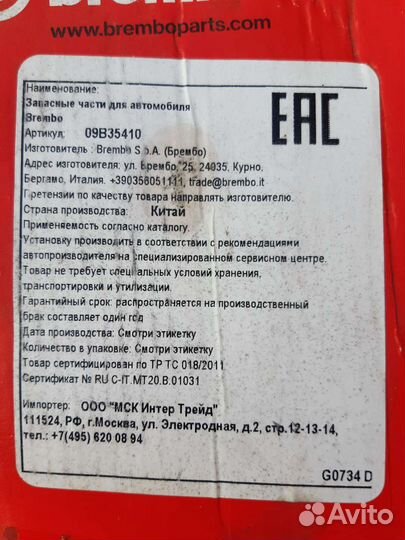 brembo
www.bremboparts.com
Наименование:
Запасные части для автомобиля
Brembo
EAC
Артикул: 09B35410
Изготовитель: Brembo S.p.A. (Брембо)
Адрес изготовителя: ул. Брембо, 25. 24035. Курно.
Бергамо. Италия. +390358051111, trade@brembo.it
Претензии по качеству товара направлять изготовителю.
Страна производства: Китай
Применяемость согласно каталогу.
Установку производить в соответствии с рекомендациями
автопроизводителя на специализированном сервисном центре.
Товар не требует специальных условий хранения,
транспортировки и утилизации.
Гарантийный срок: распространяется на производственный
брак составляет один год
Дата производства: Смотри этикетку
Количество в упаковке: Смотри этикетку
Товар сертифицирован по ТР ТС 018/2011
Сертификат № RU C-IT.MT20.B.01031
Импортер: ООО "МСК Интер Трейд"
111524, РФ, г.Москва, ул. Электродная, д.2, стр.12-13-14,
тел.: +7(495) 620 08 94
G0734 D
Avito